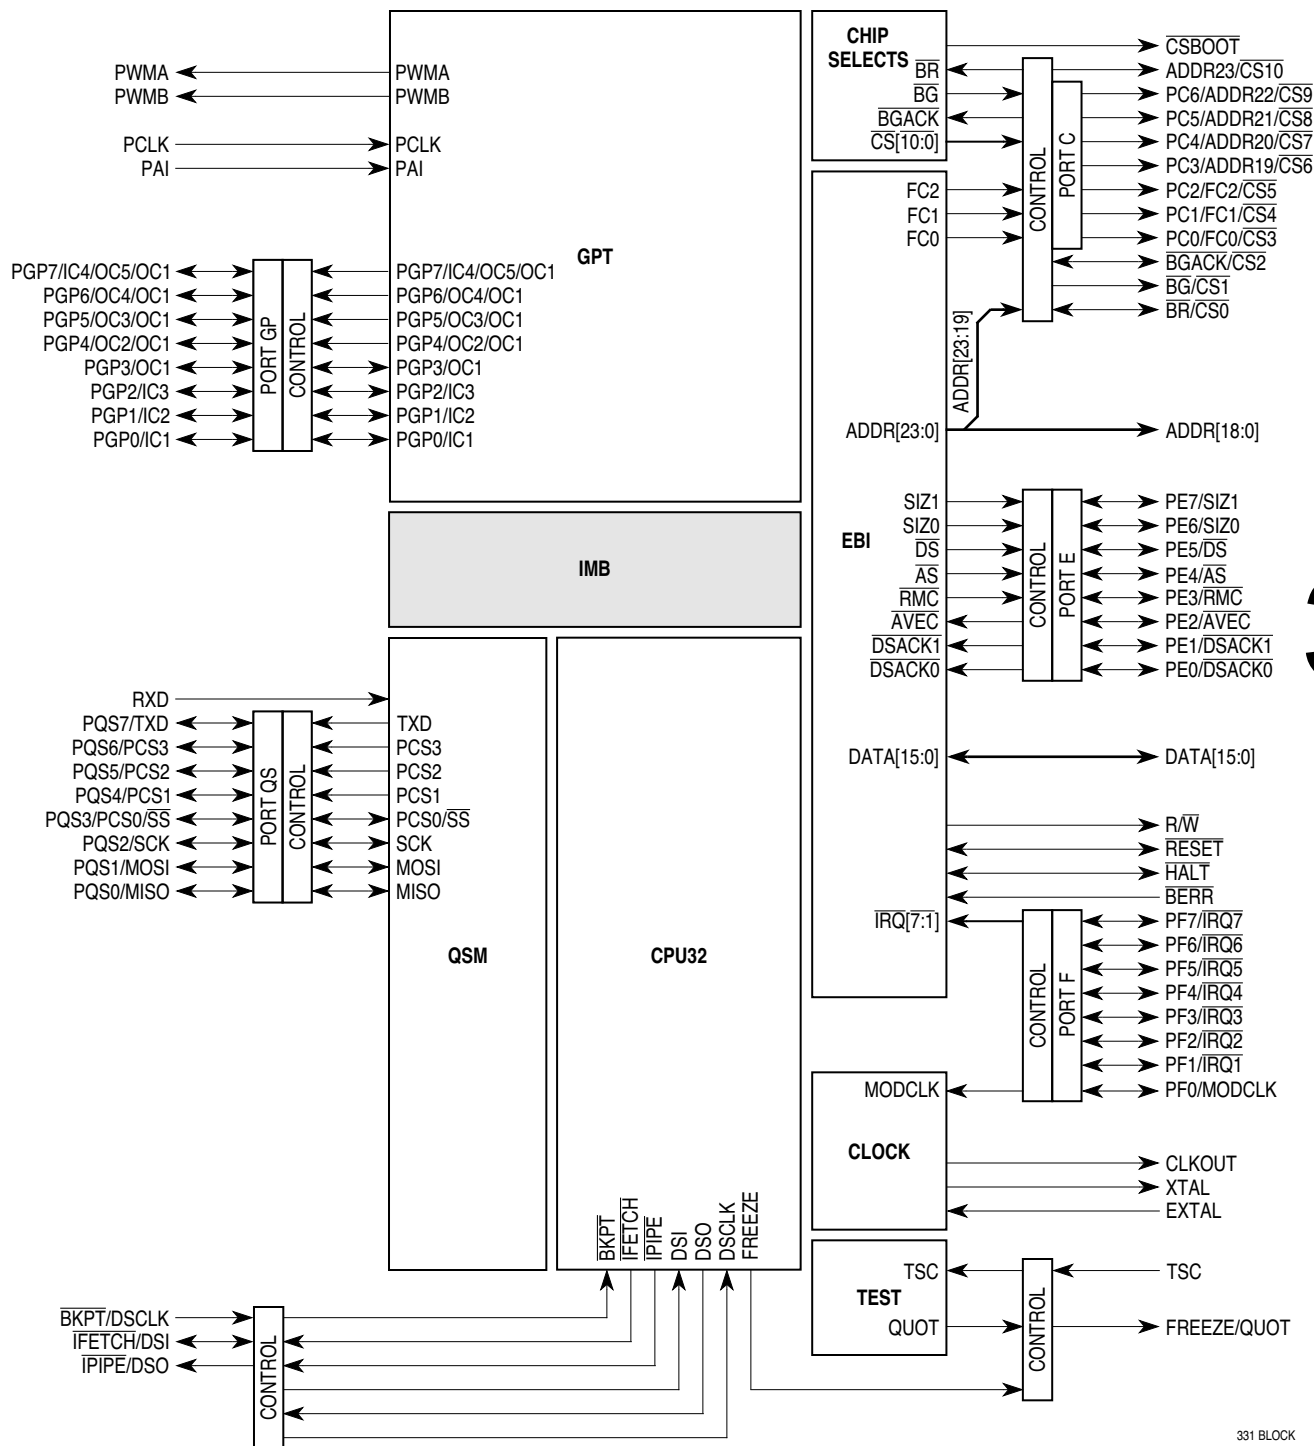 CHIP
SELECTS
BR
BG
BGACK
CS[10:0]
CSBOOT
ADDR23/CS10
PC6/ADDR22/CS9
PC5/ADDR21/CS8
PC4/ADDR20/CS7
PC3/ADDR19/CS6
PC2/FC2/CS5
PC1/FC1/CS4
PC0/FC0/CS3
BGACK/CS2
BG/CS1
BR/CS0
CONTROL
PORT C
PWMA
PWMB
PCLK
PAI
PWMA
PWMB
PCLK
PAI
GPT
PGP7/IC4/OC5/OC1
PGP6/OC4/OC1
PGP5/OC3/OC1
PGP4/OC2/OC1
PGP3/OC1
PGP2/IC3
PGP1/IC2
PGP0/IC1
PORT GP
CONTROL
PGP7/IC4/OC5/OC1
PGP6/OC4/OC1
PGP5/OC3/OC1
PGP4/OC2/OC1
PGP3/OC1
PGP2/IC3
PGP1/IC2
PGP0/IC1
FC2
FC1
FC0
ADDR[23:19]
ADDR[23:0]
ADDR[18:0]
EBI
SIZ1
SIZ0
DS
AS
RMC
AVEC
DSACK1
DSACK0
CONTROL
PORT E
PE7/SIZ1
PE6/SIZ0
PE5/DS
PE4/AS
PE3/RMC
PE2/AVEC
PE1/DSACK1
PE0/DSACK0
IMB
DATA[15:0]
DATA[15:0]
R/W
RESET
HALT
BERR
IRQ[7:1]
CONTROL
PORT F
PF7/IRQ7
PF6/IRQ6
PF5/IRQ5
PF4/IRQ4
PF3/IRQ3
PF2/IRQ2
PF1/IRQ1
PF0/MODCLK
RXD
PQS7/TXD
PQS6/PCS3
PQS5/PCS2
PQS4/PCS1
PQS3/PCS0/SS
PQS2/SCK
PQS1/MOSI
PQS0/MISO
PORT QS
CONTROL
TXD
PCS3
PCS2
PCS1
PCS0/SS
SCK
MOSI
MISO
QSM
CPU32
MODCLK
CLOCK
CLKOUT
XTAL
EXTAL
BKPT
IFETCH
IPIPE
DSI
DSO
DSCLK
FREEZE
TSC
TEST
QUOT
CONTROL
TSC
FREEZE/QUOT
BKPT/DSCLK
IFETCH/DSI
IPIPE/DSO
CONTROL
331 BLOCK